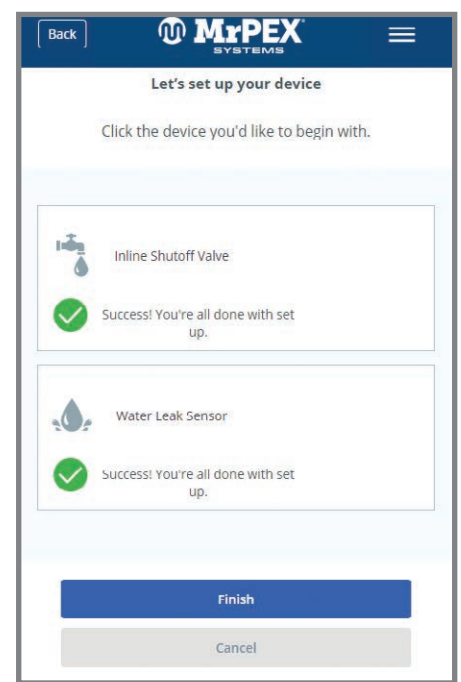 Back
MrPEX
SYSTEMS
Let's set up your device
Click the device you'd like to begin with.
Inline Shutoff Valve
Success! You're all done with set
up.
Water Leak Sensor
Success! You're all done with set
up.
Finish
Cancel